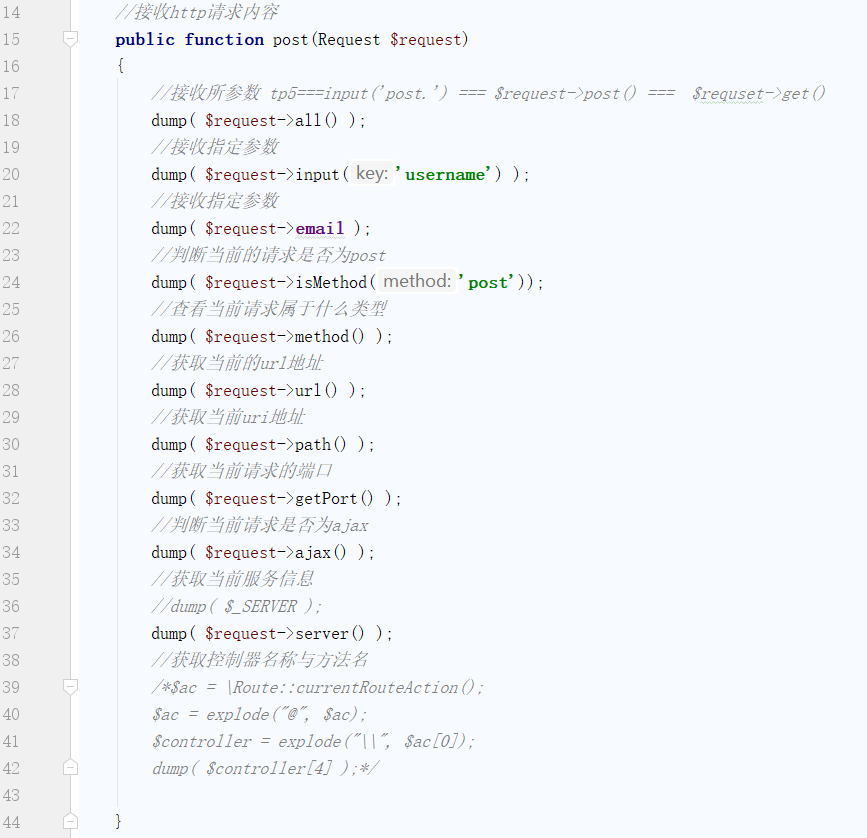 14 //接收http请求内容
15 public function post(Request $request)
16 {
17 //接收所参数 tp5===input('post.') === $request->post() ===  $requset->get()
18 dump( $request->all() );
19 //接收指定参数
20 dump( $request->input( key: 'username') );
21 //接收指定参数
22 dump( $request->email );
23 //判断当前的请求是否为post
24 dump( $request->isMethod( method: 'post'));
25 //查看当前请求属于什么类型
26 dump( $request->method() );
27 //获取当前的url地址
28 dump( $request->url() );
29 //获取当前uri地址
30 dump( $request->path() );
31 //获取当前请求的端口
32 dump( $request->getPort() );
33 //判断当前请求是否为ajax
34 dump( $request->ajax() );
35 //获取当前服务信息
36 //dump( $_SERVER );
37 dump( $request->server() );
38 //获取控制器名称与方法名
39 /*$ac = \Route::currentRouteAction();
40 $ac = explode("@", $ac);
41 $controller = explode("\\", $ac[0]);
42 dump( $controller[4] );*/
43
44 }